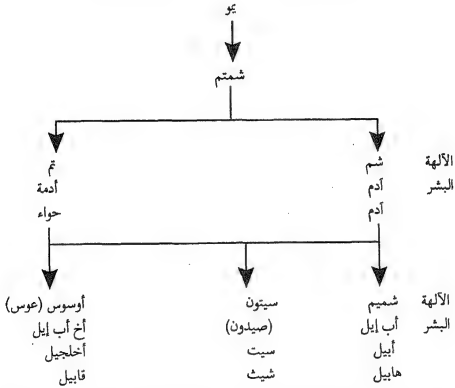 يمو
شمتم
الآلهة شم تم
البشر آدم أدمة
آدم حواء
الآلهة شميم سيتون أوسوس (عوس)
البشر أب إيل (صيدون) أخ أب إيل
أبيل سيت أخلجيل
هابيل شيث قابيل